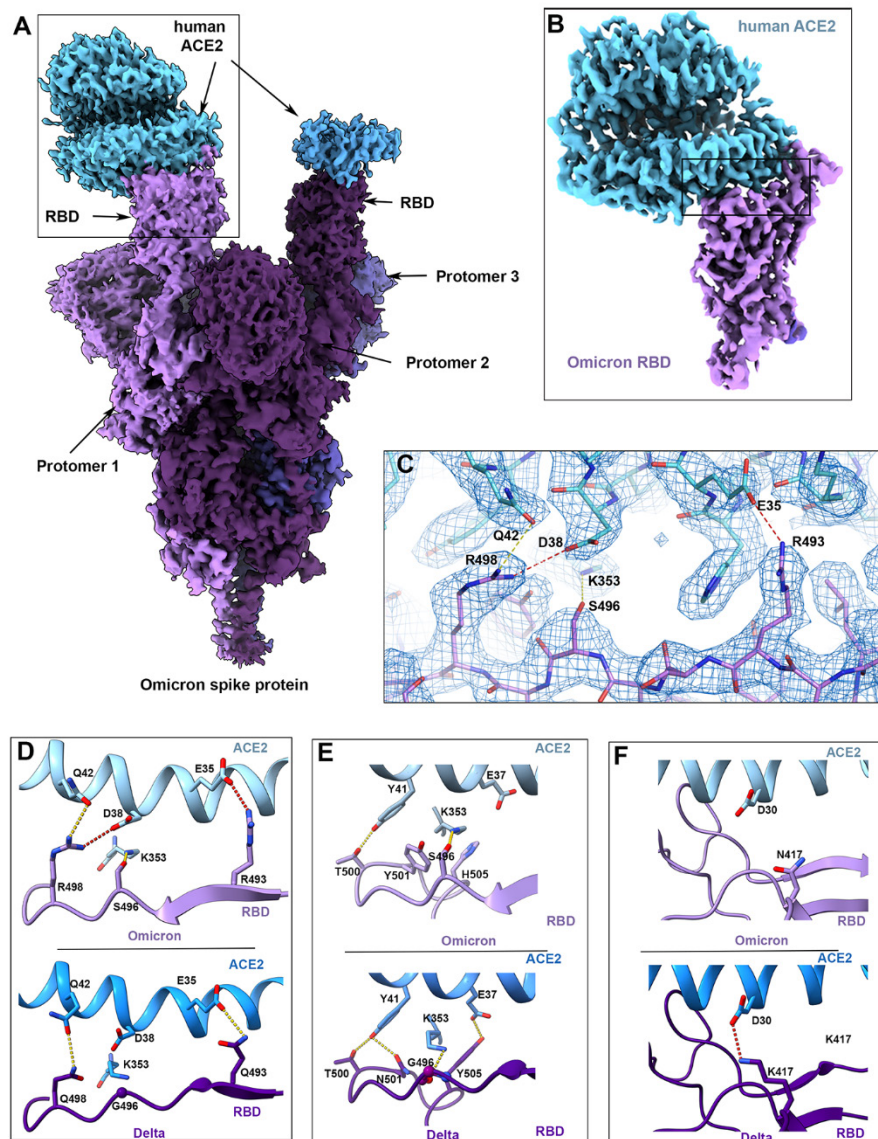 A
human
ACE2
RBD
RBD
Protomer 3
Protomer 2
Protomer 1
Omicron spike protein
B
human ACE2
Omicron RBD
C
E35
Q42
D38
R493
R498
K353
S496
D
ACE2
Q42
E35
D38
K353
R498
S496
R493
RBD
Omicron
ACE2
Q42
E35
D38
K353
Q498
G496
Q493
RBD
Delta
E
ACE2
E37
Y41
K353
S496
T500
Y501
H505
RBD
Omicron
ACE2
Y41
E37
K353
G496
T500
N501
Y505
Delta
RBD
F
ACE2
D30
N417
RBD
Omicron
ACE2
D30
K417
K417
RBD
Delta